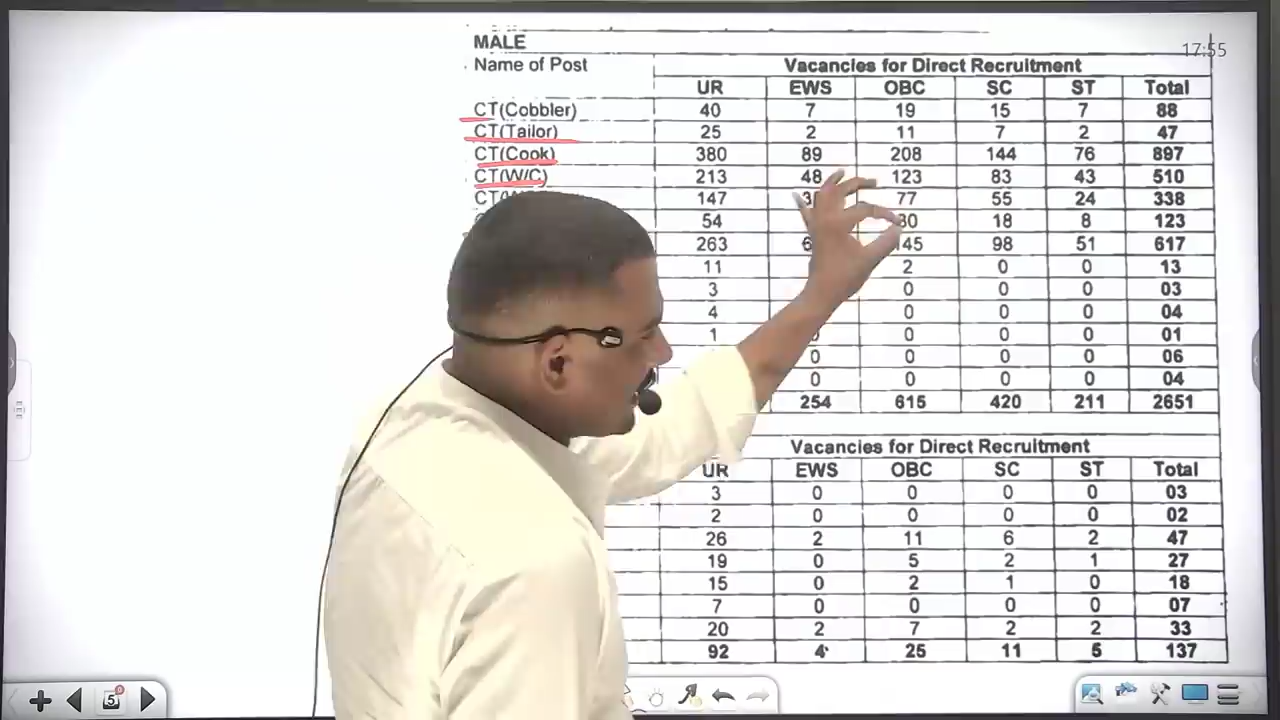 17:55
MALE
Name of Post Vacancies for Direct Recruitment
UR EWS OBC SC ST Total
CT(Cobbler) 40 7 19 15 7 88
CT(Tailor) 25 2 11 7 2 47
CT(Cook) 380 89 208 144 76 897
CT(W/C) 213 48 123 83 43 510
147 77 55 24 338
54 18 8 123
263 145 98 51 617
11 2 0 0 13
3 0 0 0 03
4 0 0 0 04
1 0 0 0 0 01
0 0 0 0 06
0 0 0 0 04
254 615 420 211 2651
Vacancies for Direct Recruitment
UR EWS OBC SC ST Total
3 0 0 0 0 03
2 0 0 0 0 02
26 2 11 6 2 47
19 0 5 2 1 27
15 0 2 1 0 18
7 0 0 0 0 07
20 2 7 2 2 33
92 4 25 11 5 137
5